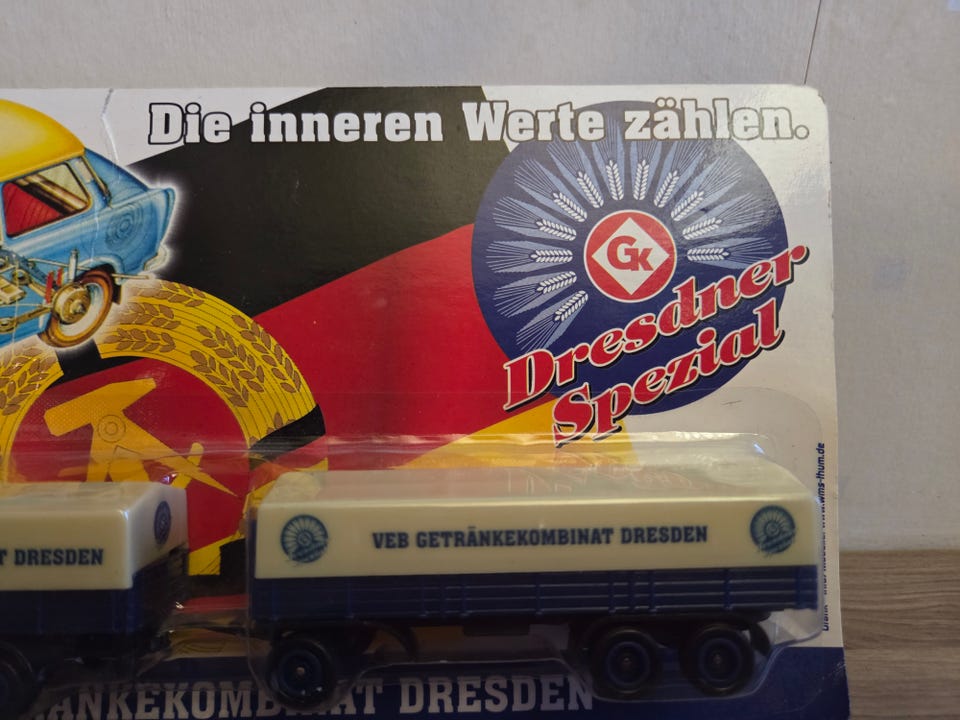 Die inneren Werte zählen.
GK
Dresdner
Spezial
T DRESDEN
VEB GETRÄNKEKOMBINAT DRESDEN
ÄNKEKOMBINAT DRESDEN